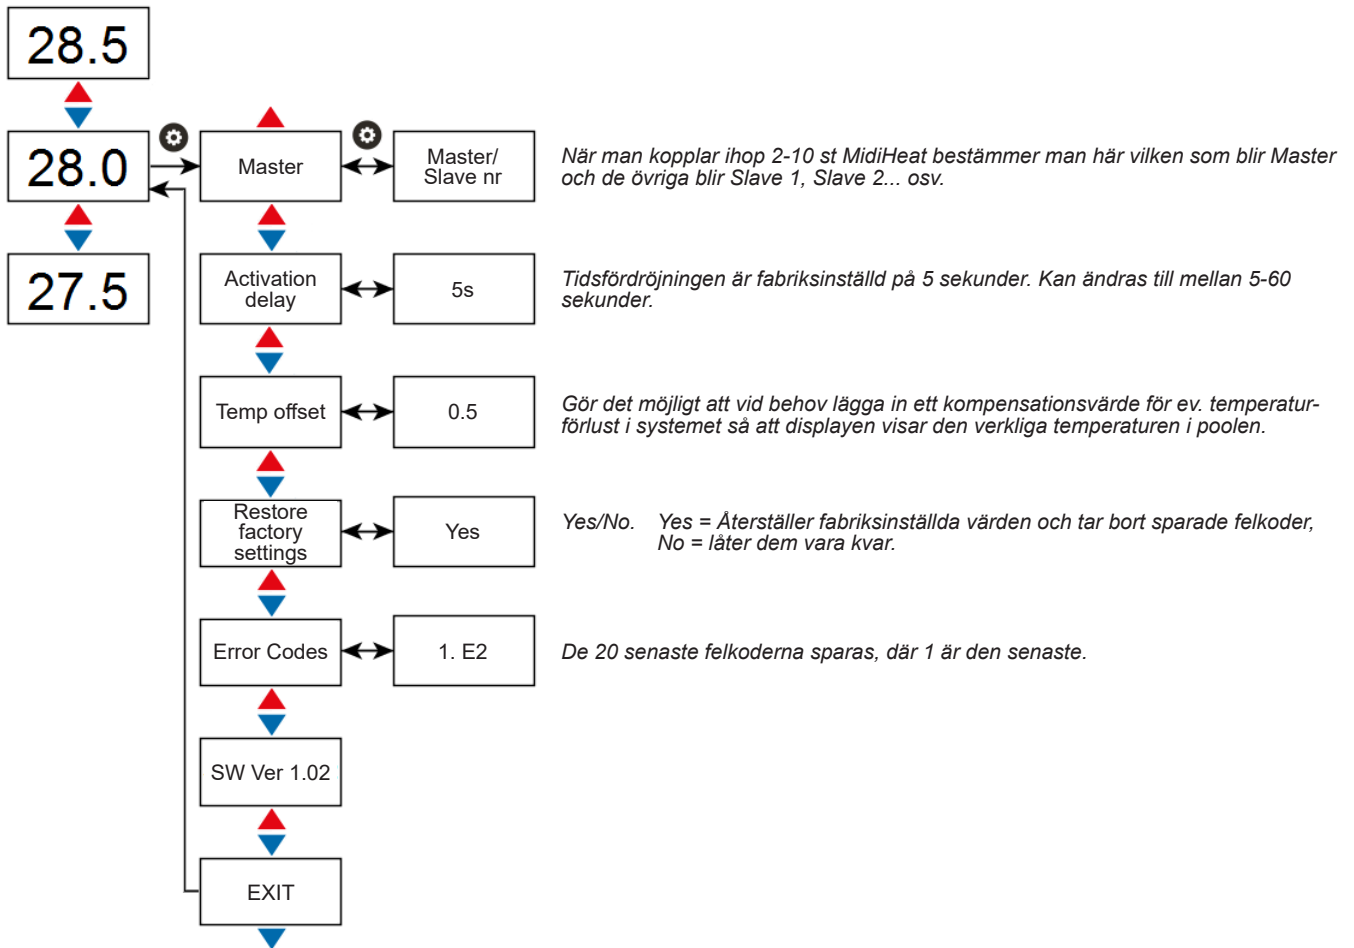 28.5
28.0
27.5
Master
Master/
Slave nr
När man kopplar ihop 2-10 st MidiHeat bestämmer man här vilken som blir Master
och de övriga blir Slave 1, Slave 2... osv.
Activation
delay
5s
Tidsfördröjningen är fabriksinställd på 5 sekunder. Kan ändras till mellan 5-60
sekunder.
Temp offset
0.5
Gör det möjligt att vid behov lägga in ett kompensationsvärde för ev. temperatur-
förlust i systemet så att displayen visar den verkliga temperaturen i poolen.
Restore
factory
settings
Yes
Yes/No. Yes = Återställer fabriksinställda värden och tar bort sparade felkoder,
No = låter dem vara kvar.
Error Codes
1. E2
De 20 senaste felkoderna sparas, där 1 är den senaste.
SW Ver 1.02
EXIT